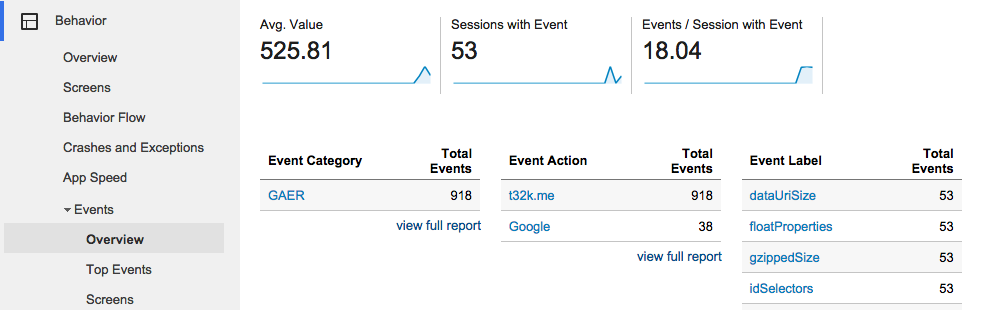 Behavior
Overview
Screens
Behavior Flow
Crashes and Exceptions
App Speed
Events
Overview
Top Events
Screens
Avg. Value
525.81
Sessions with Event
53
Events / Session with Event
18.04
Event Category Total Events
GAER 918
view full report
Event Action Total Events
t32k.me 918
Google 38
view full report
Event Label Total Events
dataUriSize 53
floatProperties 53
gzippedSize 53
idSelectors 53